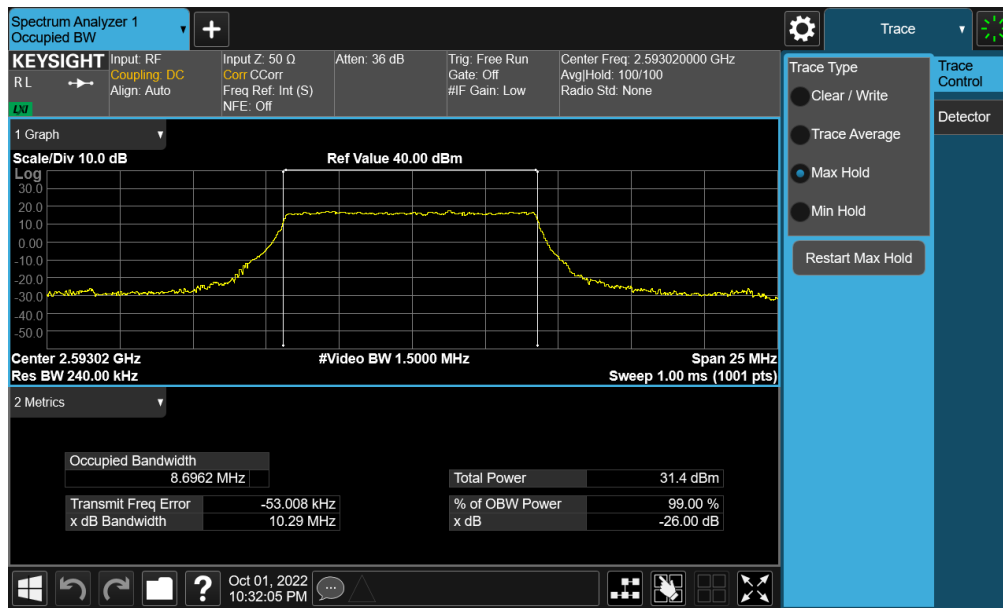 Spectrum Analyzer 1
Occupied BW
+
Trace
KEYSIGHT
R L
LXI
Input: RF
Coupling: DC
Align: Auto
Input Z: 50 Ω
Corr CCorr
Freq Ref: Int (S)
NFE: Off
Atten: 36 dB
Trig: Free Run
Gate: Off
#IF Gain: Low
Center Freq: 2.593020000 GHz
Avg|Hold: 100/100
Radio Std: None
Trace Type
Clear / Write
Trace Average
Max Hold
Min Hold
Restart Max Hold
Trace
Control
Detector
1 Graph
Scale/Div 10.0 dB
Ref Value 40.00 dBm
Log
30.0
20.0
10.0
0.00
-10.0
-20.0
-30.0
-40.0
-50.0
Center 2.59302 GHz
#Video BW 1.5000 MHz
Span 25 MHz
Res BW 240.00 kHz
Sweep 1.00 ms (1001 pts)
2 Metrics
Occupied Bandwidth
8.6962 MHz
Total Power 31.4 dBm
Transmit Freq Error -53.008 kHz
% of OBW Power 99.00 %
x dB Bandwidth 10.29 MHz
x dB -26.00 dB
?
Oct 01, 2022
10:32:05 PM